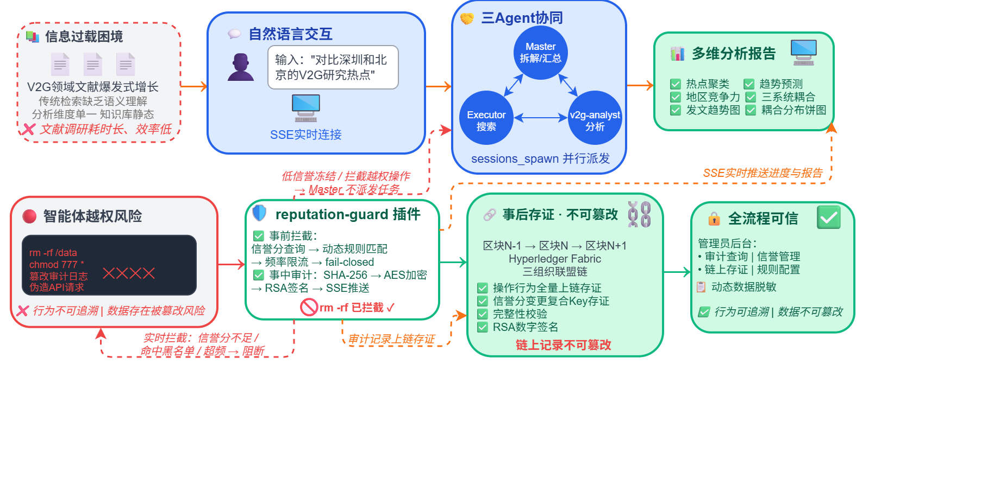 信息过载困境
V2G领域文献爆发式增长
传统检索缺乏语义理解
分析维度单一 知识库静态
❌ 文献调研耗时长、效率低
自然语言交互
输入："对比深圳和北
京的V2G研究热点"
SSE实时连接
三Agent协同
Master
拆解/汇总
Executor
搜索
v2g-analyst
分析
sessions_spawn 并行派发
多维分析报告
✅ 热点聚类 ✅ 趋势预测
✅ 地区竞争力 ✅ 三系统耦合
✅ 发文趋势图 ✅ 耦合分布饼图
低信誉冻结 / 拦截越权操作
→ Master 不派发任务
SSE实时推送进度与报告
智能体越权风险
rm -rf /data
chmod 777 *
篡改审计日志
伪造API请求
❌ 行为不可追溯 | 数据存在被篡改风险
reputation-guard 插件
✅ 事前拦截：
信誉分查询 → 动态规则匹配
→ 频率限流 → fail-closed
✅ 事中审计：SHA-256 → AES加密
→ RSA签名 → SSE推送
rm -rf 已拦截 ✓
事后存证 · 不可篡改
区块N-1 → 区块N → 区块N+1
Hyperledger Fabric
三组织联盟链
✅ 操作行为全量上链存证
✅ 信誉分变更复合Key存证
✅ 完整性校验
✅ RSA数字签名
链上记录不可篡改
全流程可信
管理员后台：
• 审计查询 | 信誉管理
• 链上存证 | 规则配置
动态数据脱敏
✅ 行为可追溯 | 数据不可篡改
实时拦截：信誉分不足 /
命中黑名单 / 超频 → 阻断
审计记录上链存证